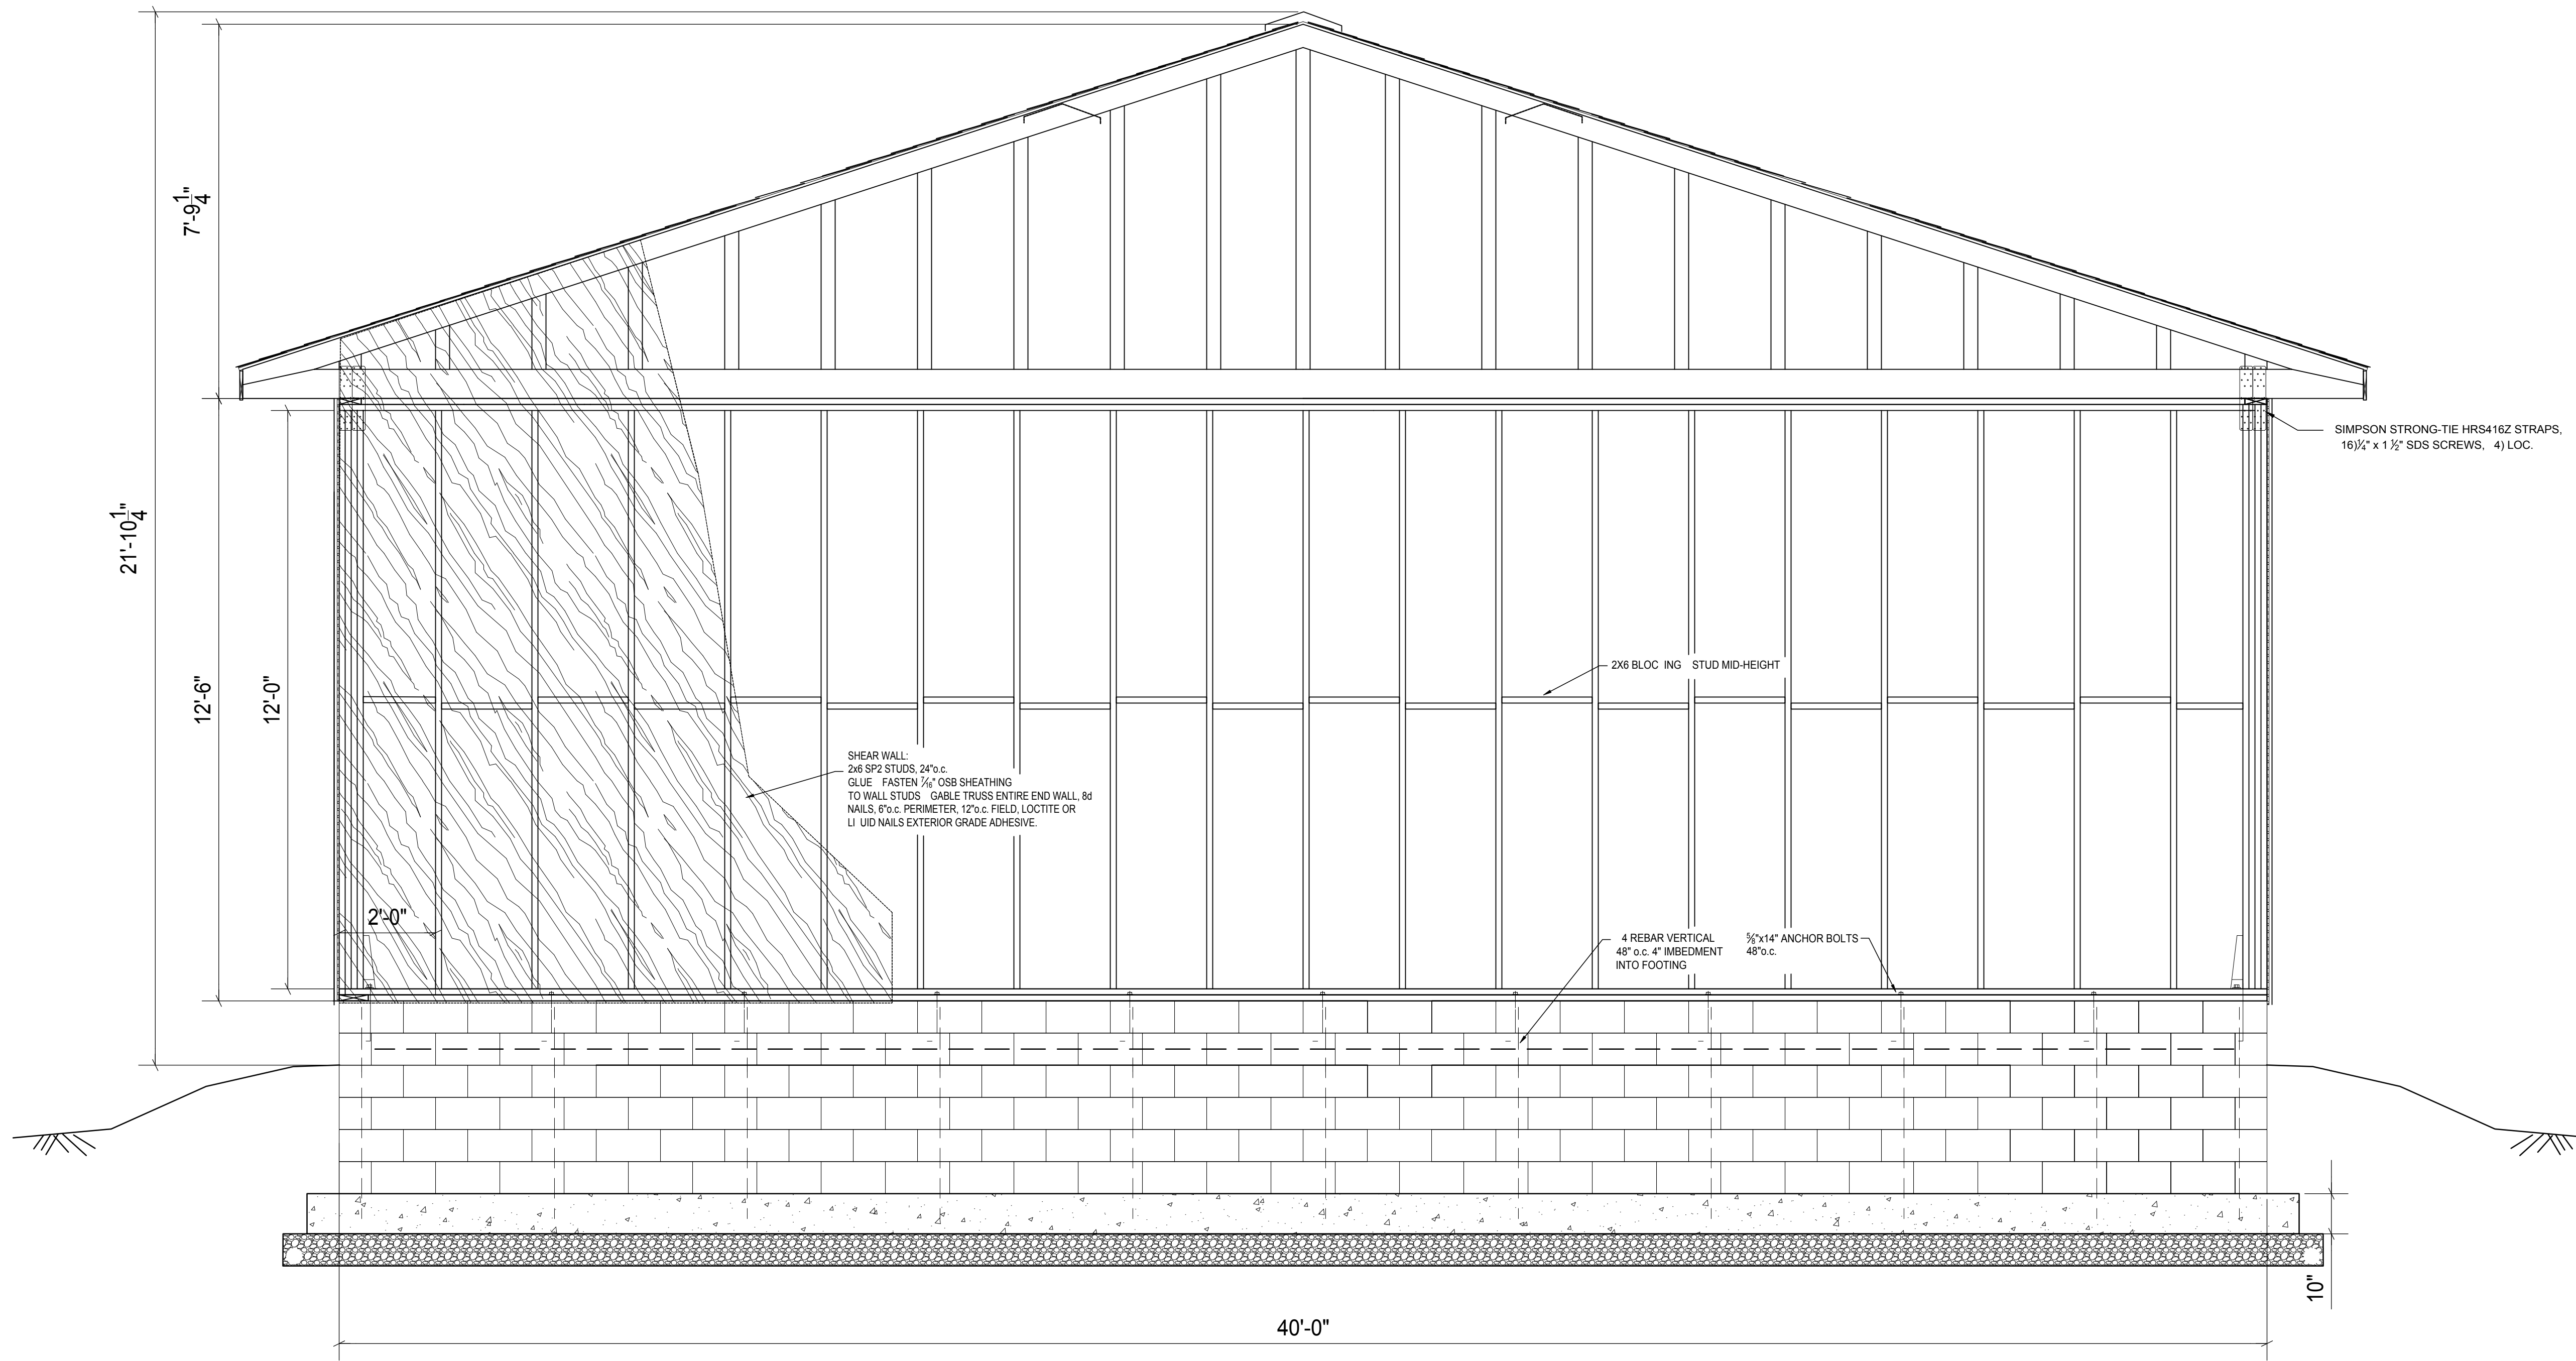 7'-9 1/4"
21'-10 1/4"
12'-6"
12'-0"
SIMPSON STRONG-TIE HRS416Z STRAPS,
16)1/4" x 1 1/2" SDS SCREWS, 4) LOC.
2X6 BLOC ING STUD MID-HEIGHT
SHEAR WALL:
2x6 SP2 STUDS, 24"o.c.
GLUE FASTEN 7/16" OSB SHEATHING
TO WALL STUDS GABLE TRUSS ENTIRE END WALL, 8d
NAILS, 6"o.c. PERIMETER, 12"o.c. FIELD, LOCTITE OR
LI UID NAILS EXTERIOR GRADE ADHESIVE.
2'-0"
4 REBAR VERTICAL
48" o.c. 4" IMBEDMENT
INTO FOOTING
5/8"x14" ANCHOR BOLTS
48"o.c.
10"
40'-0"